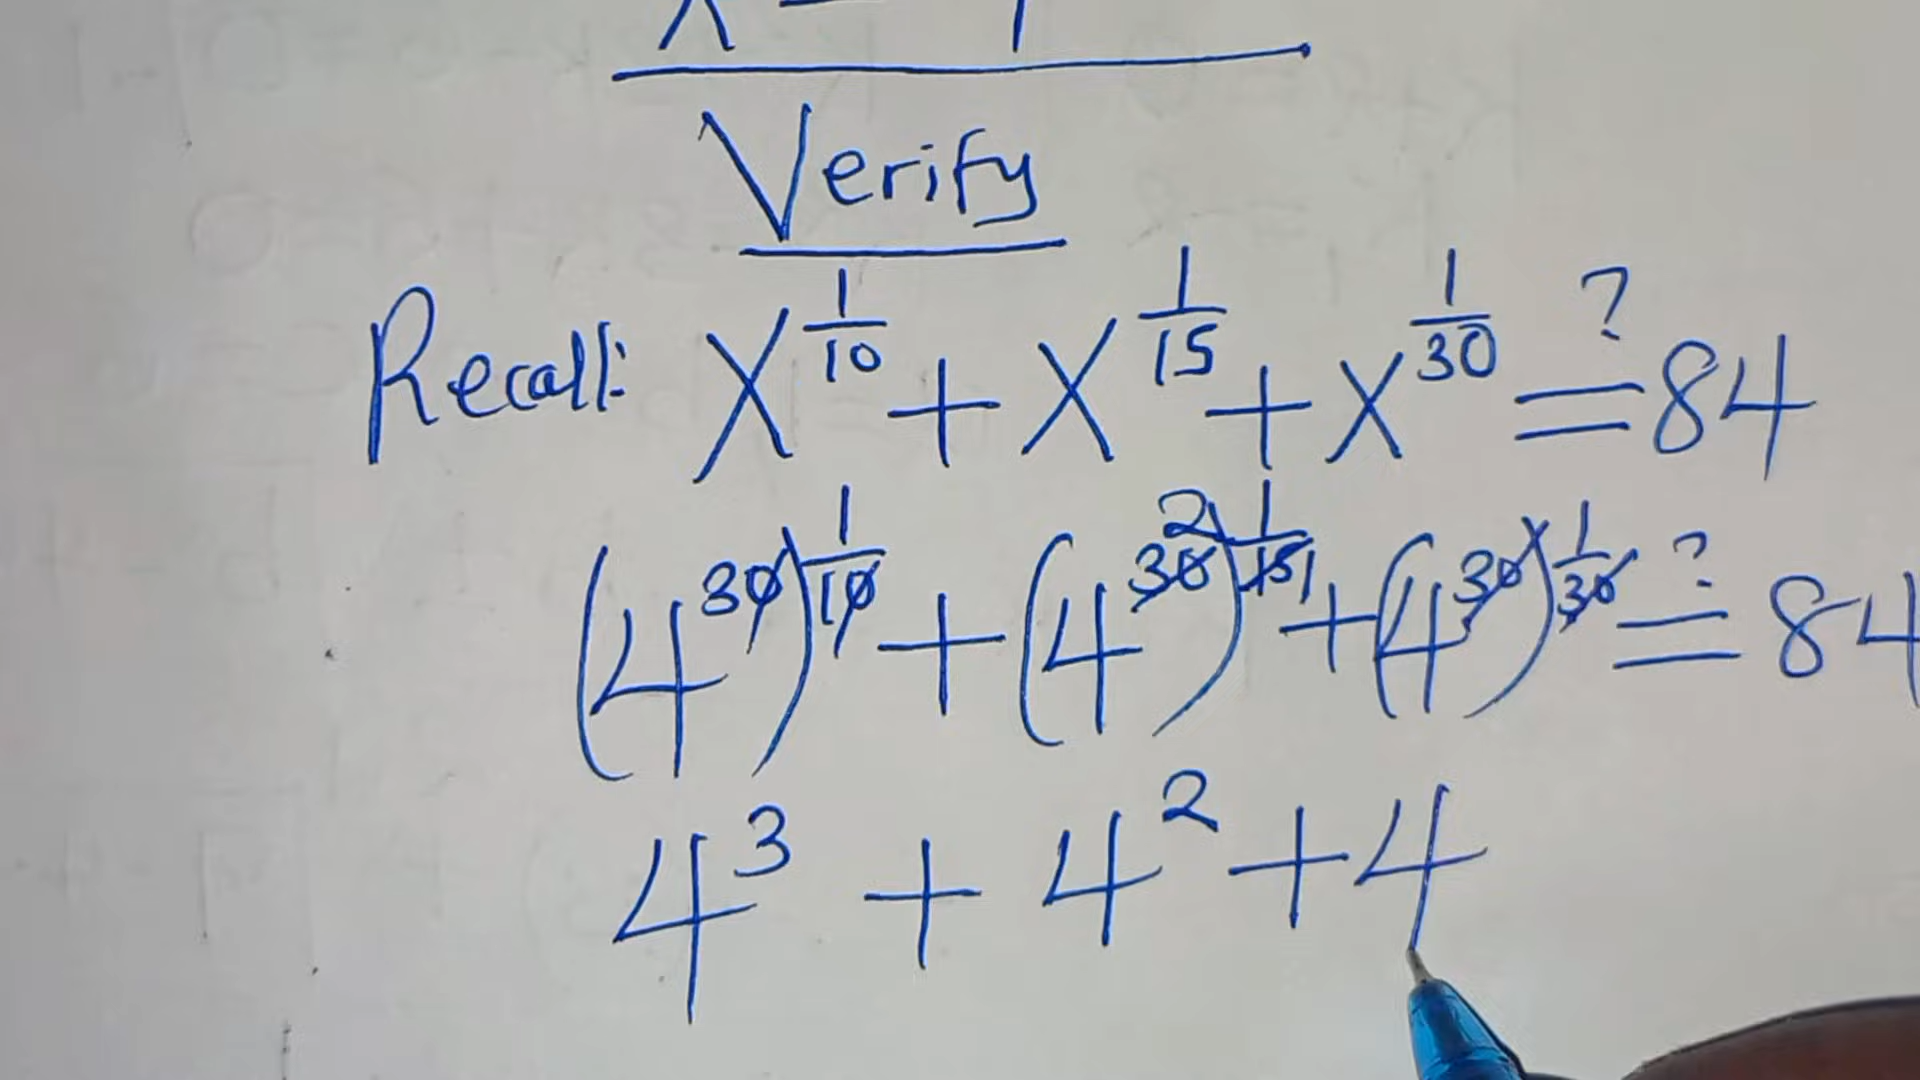 Verify
Recall: x^(1/10) + x^(1/15) + x^(1/30) =? 84
(4^30)^(1/10) + (4^30)^(1/15) + (4^30)^(1/30) =? 84
4^3 + 4^2 + 4